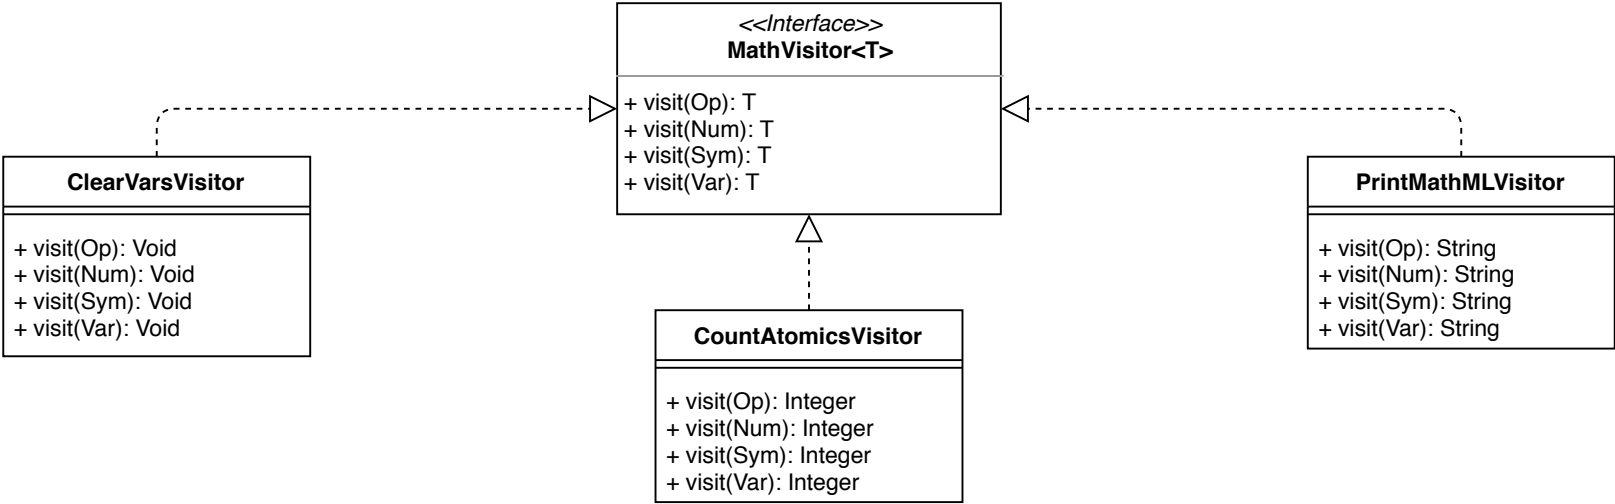 <<Interface>>
MathVisitor<T>
+ visit(Op): T
+ visit(Num): T
+ visit(Sym): T
+ visit(Var): T
ClearVarsVisitor
+ visit(Op): Void
+ visit(Num): Void
+ visit(Sym): Void
+ visit(Var): Void
CountAtomicsVisitor
+ visit(Op): Integer
+ visit(Num): Integer
+ visit(Sym): Integer
+ visit(Var): Integer
PrintMathMLVisitor
+ visit(Op): String
+ visit(Num): String
+ visit(Sym): String
+ visit(Var): String